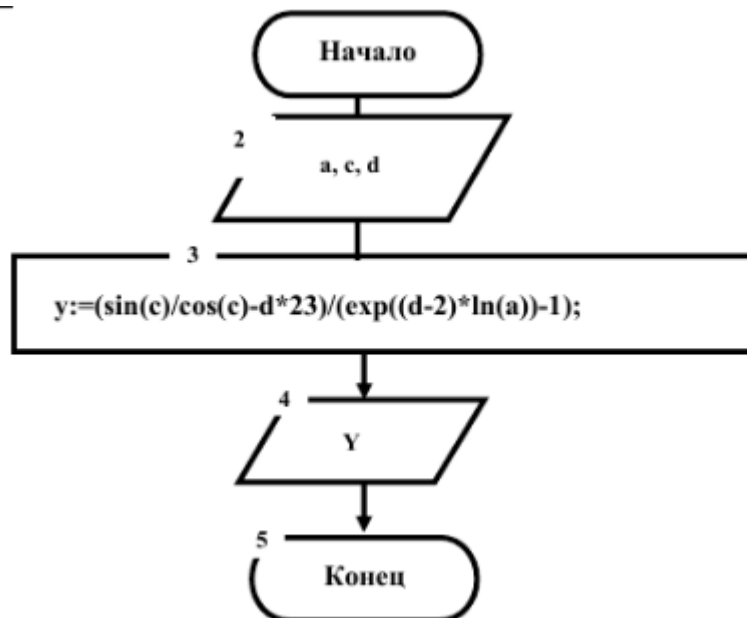 Начало
2
a, c, d
3
y:=(sin(c)/cos(c)-d*23)/(exp((d-2)*ln(a))-1);
4
Y
5
Конец